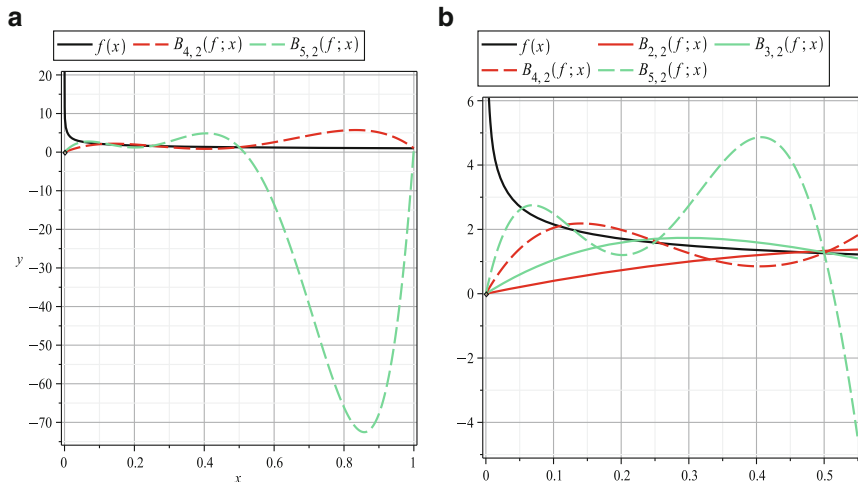 a
f(x) B₄, ₂(f; x) B₅, ₂(f; x)
20
10
0
−10
−20
y
−30
−40
−50
−60
−70
0 0.2 0.4 0.6 0.8 1
x
b
f(x) B₂, ₂(f; x) B₃, ₂(f; x)
B₄, ₂(f; x) B₅, ₂(f; x)
6
4
2
0
−2
−4
0 0.1 0.2 0.3 0.4 0.5